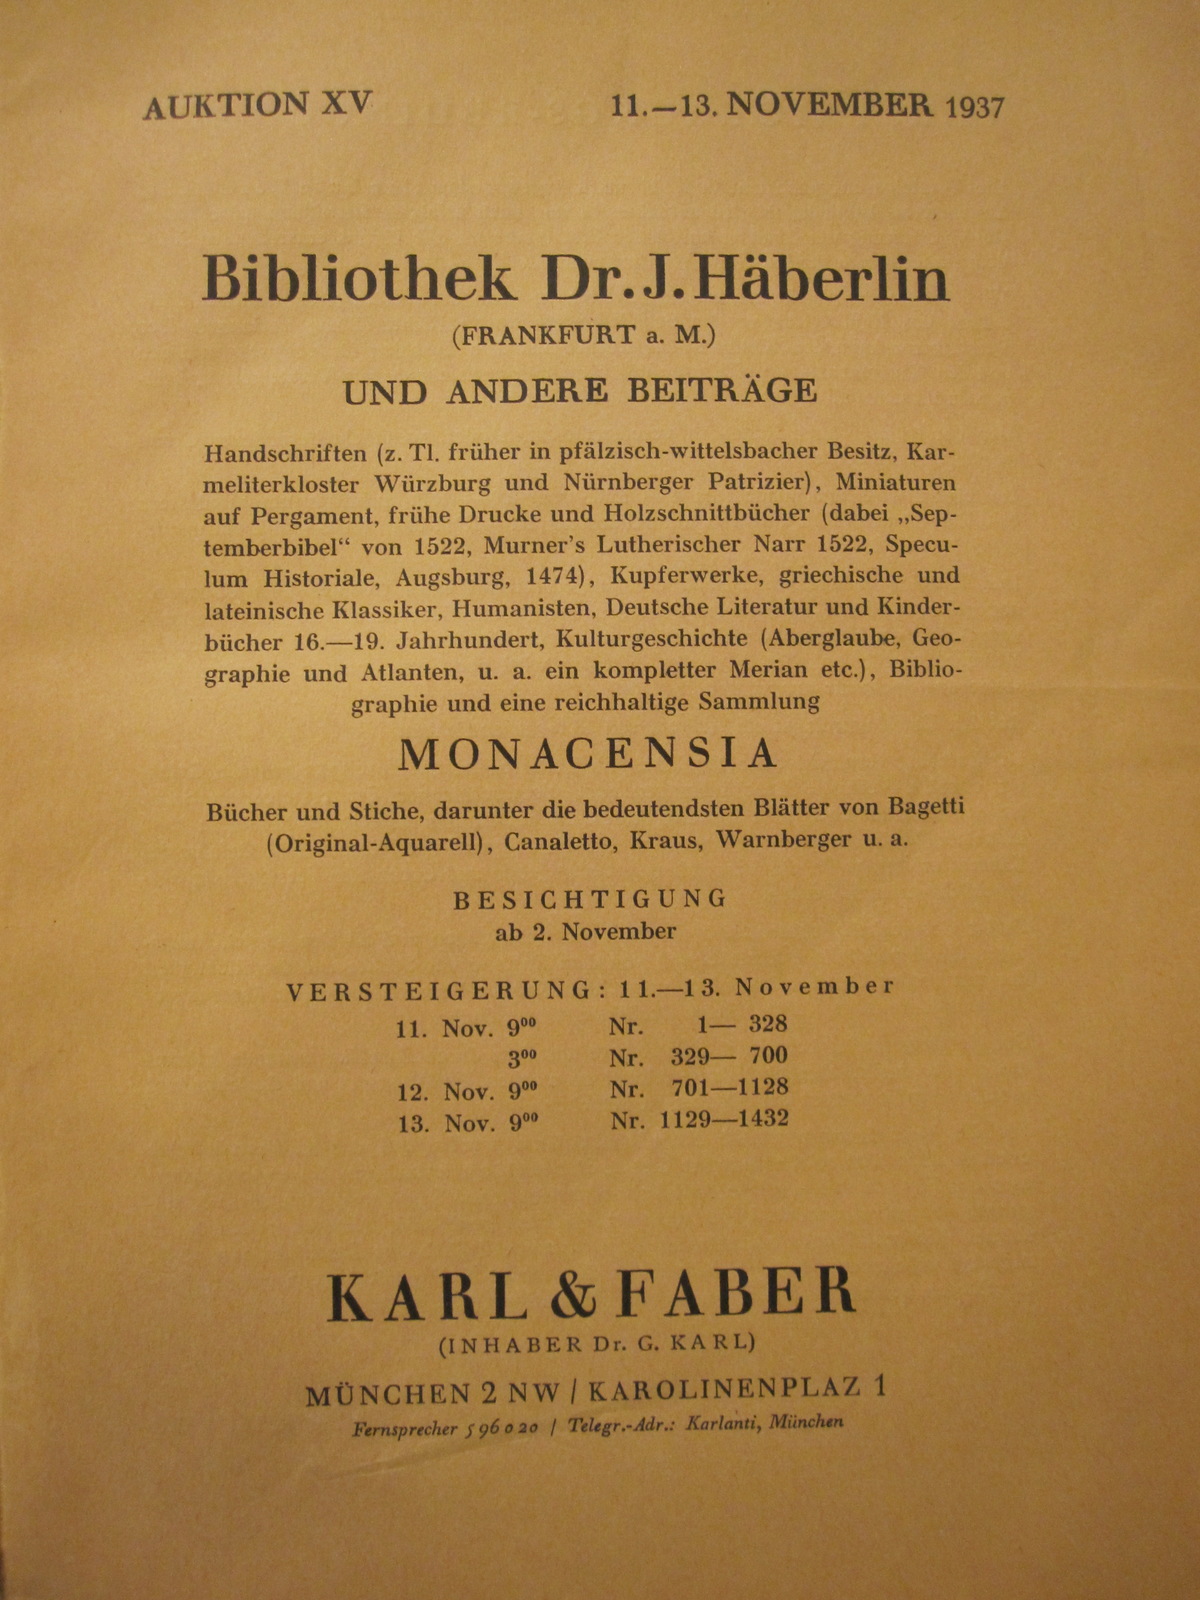 AUKTION XV 11.—13. NOVEMBER 1937
Bibliothek Dr. J. Häberlin
(FRANKFURT a. M.)
UND ANDERE BEITRÄGE
Handschriften (z. Tl. früher in pfälzisch-wittelsbacher Besitz, Kar-
meliterkloster Würzburg und Nürnberger Patrizier), Miniaturen
auf Pergament, frühe Drucke und Holzschnittbücher (dabei „Sep-
temberbibel“ von 1522, Murner's Lutherischer Narr 1522, Specu-
lum Historiale, Augsburg, 1474), Kupferwerke, griechische und
lateinische Klassiker, Humanisten, Deutsche Literatur und Kinder-
bücher 16.—19. Jahrhundert, Kulturgeschichte (Aberglaube, Geo-
graphie und Atlanten, u. a. ein kompletter Merian etc.), Biblio-
graphie und eine reichhaltige Sammlung
MONACENSIA
Bücher und Stiche, darunter die bedeutendsten Blätter von Bagetti
(Original-Aquarell), Canaletto, Kraus, Warnberger u. a.
BESICHTIGUNG
ab 2. November
VERSTEIGERUNG: 11.—13. November
11. Nov. 9⁰⁰ Nr. 1— 328
3⁰⁰ Nr. 329— 700
12. Nov. 9⁰⁰ Nr. 701—1128
13. Nov. 9⁰⁰ Nr. 1129—1432
KARL & FABER
(INHABER Dr. G. KARL)
MÜNCHEN 2 NW / KAROLINENPLAZ 1
Fernsprecher 596020 / Telegr.-Adr.: Karlanti, München